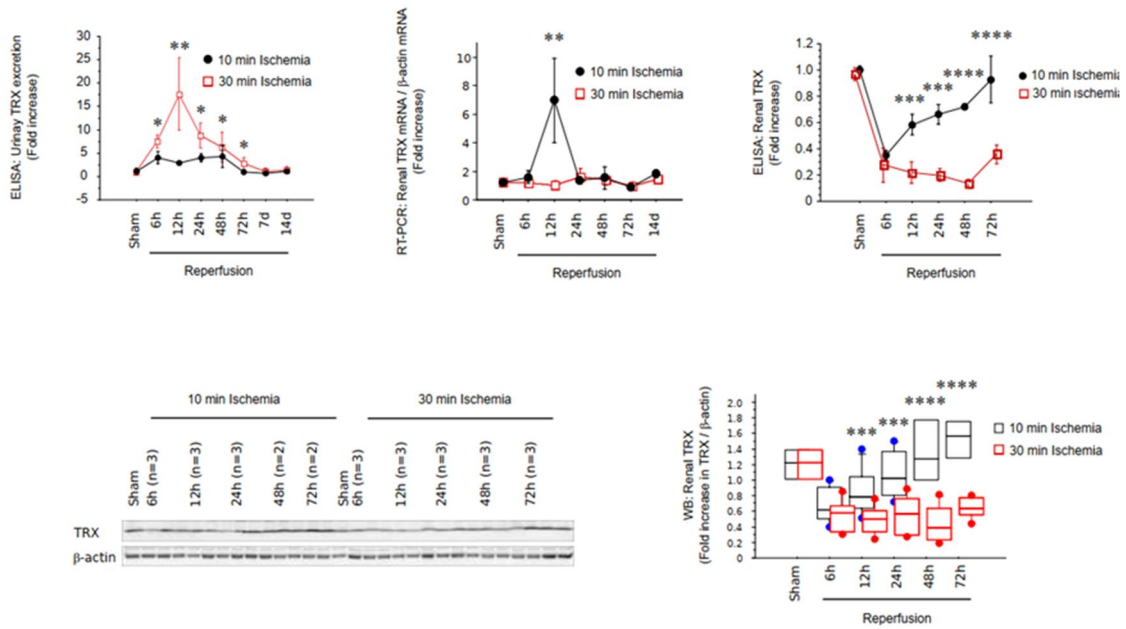 ELISA: Urinay TRX excretion
(Fold increase)
30
25
20
15
10
5
0
-5
*
**
*
*
*
10 min Ischemia
30 min Ischemia
Sham
6h
12h
24h
48h
72h
7d
14d
Reperfusion
RT-PCR: Renal TRX mRNA / β-actin mRNA
(Fold increase)
10
8
6
4
2
0
**
10 min Ischemia
30 min Ischemia
Sham
6h
12h
24h
48h
72h
14d
Reperfusion
ELISA: Renal TRX
(Fold increase)
1.2
1.0
0.8
0.6
0.4
0.2
0
***
***
****
****
10 min Ischemia
30 min Ischemia
Sham
6h
12h
24h
48h
72h
Reperfusion
10 min Ischemia
30 min Ischemia
Sham
6h (n=3)
12h (n=3)
24h (n=3)
48h (n=2)
72h (n=2)
Sham
6h (n=3)
12h (n=3)
24h (n=3)
48h (n=3)
72h (n=3)
TRX
β-actin
WB: Renal TRX
(Fold increase in TRX / β-actin)
2.0
1.8
1.6
1.4
1.2
1.0
0.8
0.6
0.4
0.2
0
***
***
****
****
10 min Ischemia
30 min Ischemia
Sham
6h
12h
24h
48h
72h
Reperfusion